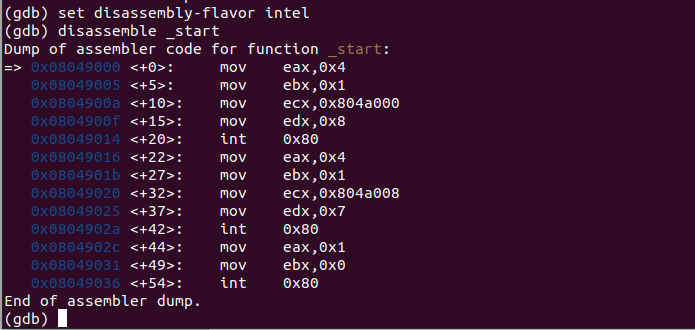 (gdb) set disassembly-flavor intel
(gdb) disassemble _start
Dump of assembler code for function _start:
=> 0x08049000 <+0>:     mov    eax,0x4
   0x08049005 <+5>:     mov    ebx,0x1
   0x0804900a <+10>:    mov    ecx,0x804a000
   0x0804900f <+15>:    mov    edx,0x8
   0x08049014 <+20>:    int    0x80
   0x08049016 <+22>:    mov    eax,0x4
   0x0804901b <+27>:    mov    ebx,0x1
   0x08049020 <+32>:    mov    ecx,0x804a008
   0x08049025 <+37>:    mov    edx,0x7
   0x0804902a <+42>:    int    0x80
   0x0804902c <+44>:    mov    eax,0x1
   0x08049031 <+49>:    mov    ebx,0x0
   0x08049036 <+54>:    int    0x80
End of assembler dump.
(gdb)